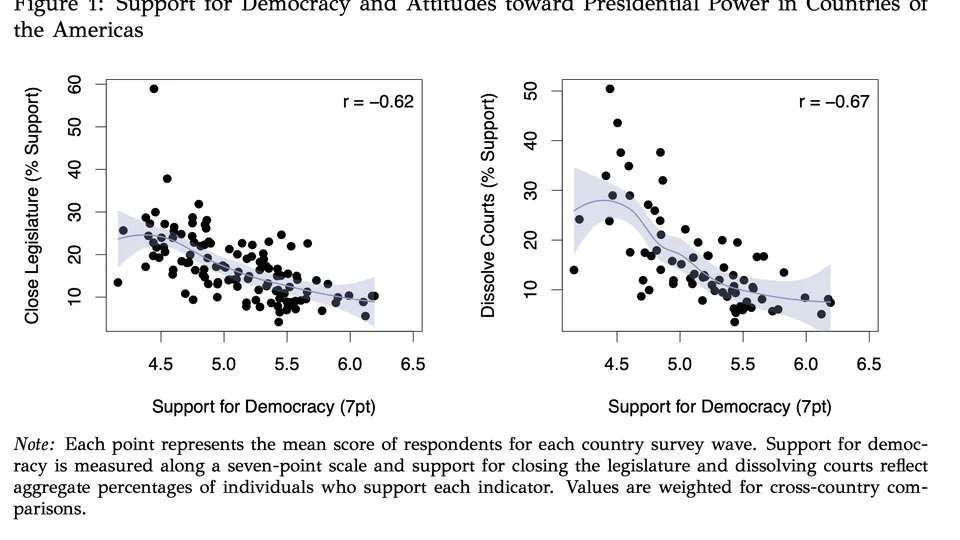 Figure 1: Support for Democracy and Attitudes toward Presidential Power in Countries of
the Americas
Close Legislature (% Support)
60
50
40
30
20
10
r = −0.62
4.5 5.0 5.5 6.0 6.5
Support for Democracy (7pt)
Dissolve Courts (% Support)
50
40
30
20
10
r = −0.67
4.5 5.0 5.5 6.0 6.5
Support for Democracy (7pt)
Note: Each point represents the mean score of respondents for each country survey wave. Support for democ-
racy is measured along a seven-point scale and support for closing the legislature and dissolving courts reflect
aggregate percentages of individuals who support each indicator. Values are weighted for cross-country com-
parisons.